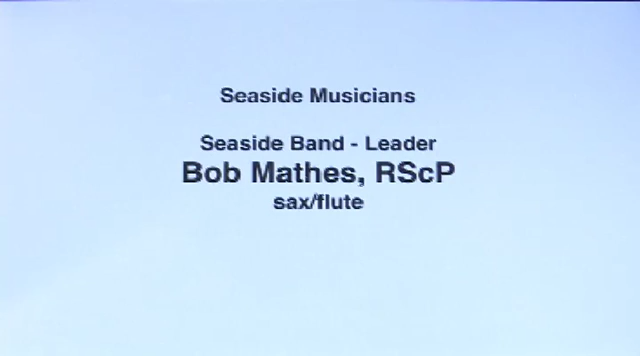 Seaside Musicians
Seaside Band - Leader
Bob Mathes, RScP
sax/flute